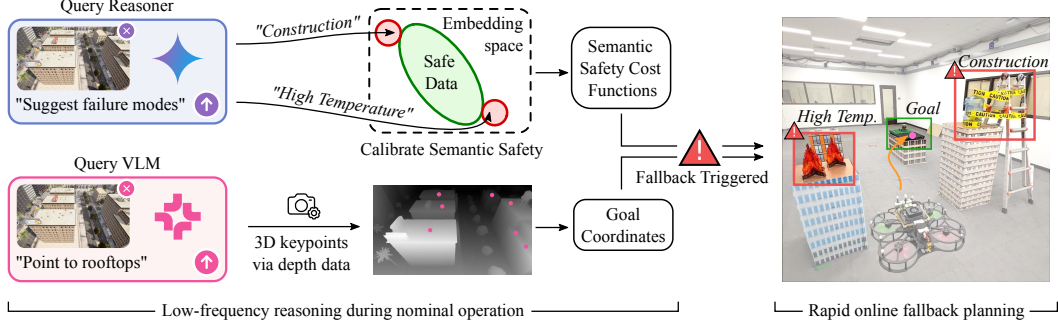 Query Reasoner
"Suggest failure modes"
"Construction"
"High Temperature"
Embedding
space
Safe
Data
Calibrate Semantic Safety
Semantic
Safety Cost
Functions
Query VLM
"Point to rooftops"
3D keypoints
via depth data
Goal
Coordinates
Fallback Triggered
Construction
High Temp.
Goal
CAUTION
CAUTION
Low-frequency reasoning during nominal operation
Rapid online fallback planning